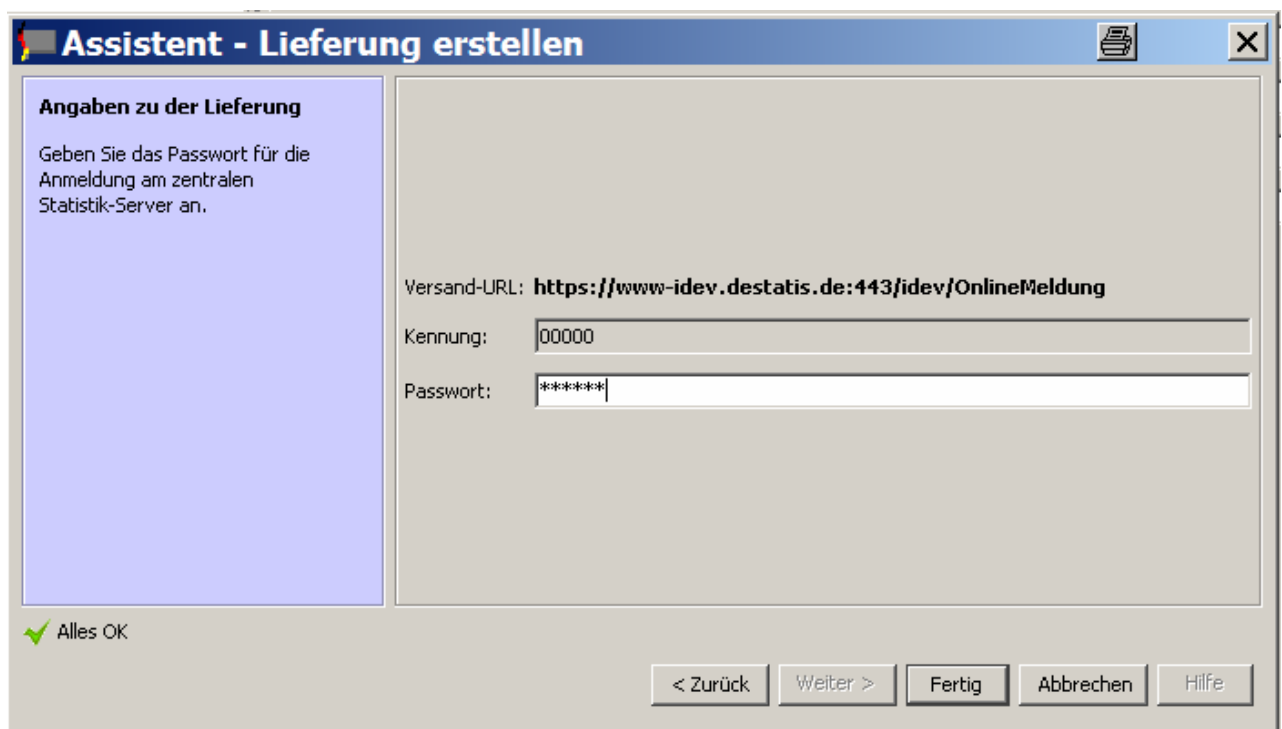 Assistent - Lieferung erstellen
Angaben zu der Lieferung
Geben Sie das Passwort für die
Anmeldung am zentralen
Statistik-Server an.
Versand-URL: https://www-idev.destatis.de:443/idev/OnlineMeldung
Kennung: 00000
Passwort: ******
Alles OK
< Zurück Weiter > Fertig Abbrechen Hilfe